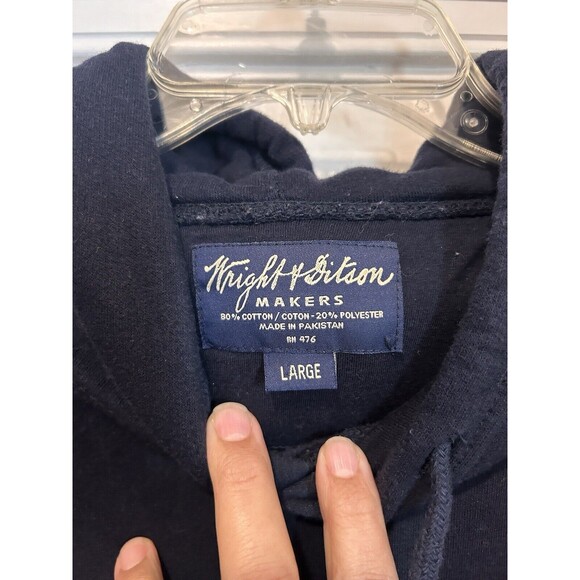 Wright & Ditson
MAKERS
80% COTTON / COTON - 20% POLYESTER
MADE IN PAKISTAN
RN 476
LARGE